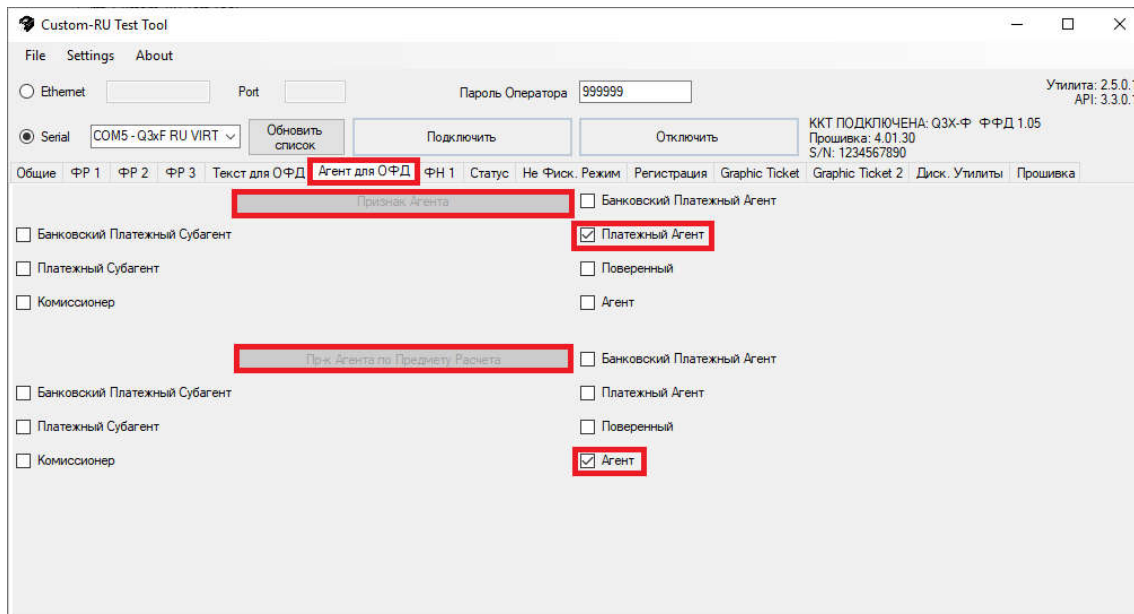 Custom-RU Test Tool
File Settings About
Ethernet Port Пароль Оператора 999999
Утилита: 2.5.0.
API: 3.3.0.
Serial COM5 - Q3xF RU VIRT Обновить список Подключить Отключить
ККТ ПОДКЛЮЧЕНА: Q3X-Ф ФФД 1.05
Прошивка: 4.01.30
S/N: 1234567890
Общие ФР 1 ФР 2 ФР 3 Текст для ОФД Агент для ОФД ФН 1 Статус Не Фиск. Режим Регистрация Graphic Ticket Graphic Ticket 2 Диск. Утилиты Прошивка
Признак Агента Банковский Платежный Агент
Банковский Платежный Субагент Платежный Агент
Платежный Субагент Поверенный
Комиссионер Агент
Пр-к Агента по Предмету Расчета Банковский Платежный Агент
Банковский Платежный Субагент Платежный Агент
Платежный Субагент Поверенный
Комиссионер Агент